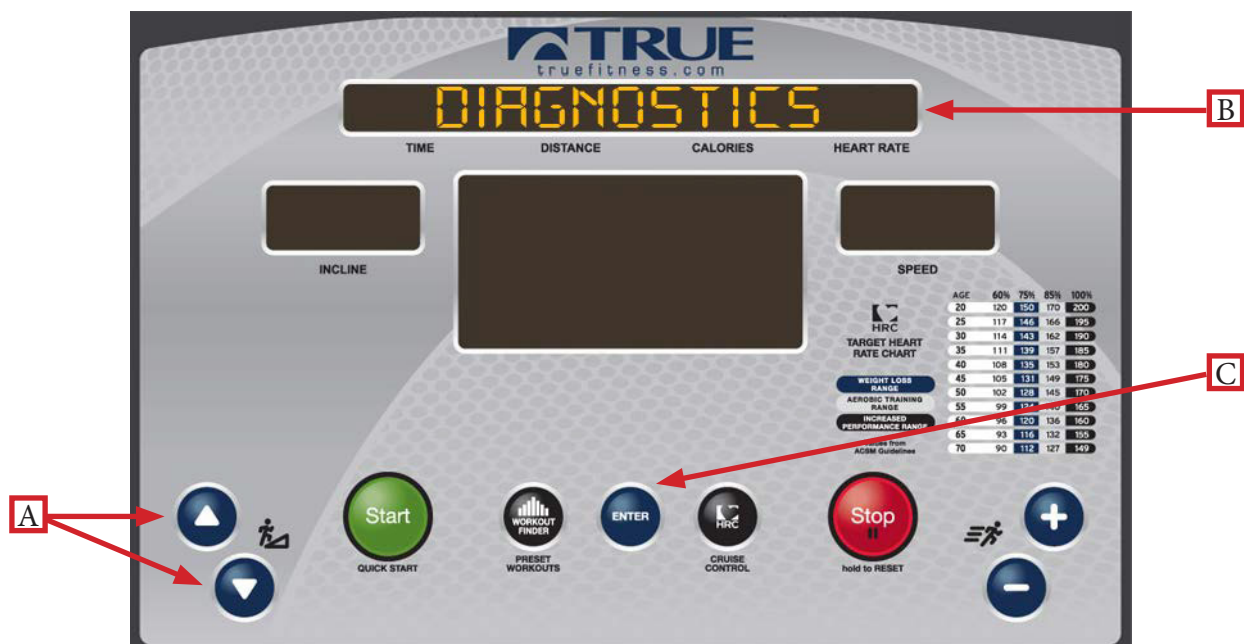 TRUE
truefitness.com
DIAGNOSTICS
TIME DISTANCE CALORIES HEART RATE
B
INCLINE
SPEED
HRC
TARGET HEART
RATE CHART
WEIGHT LOSS
RANGE
AEROBIC TRAINING
RANGE
INCREASED
PERFORMANCE RANGE
from
ACSM Guidelines
AGE 60% 75% 85% 100%
20 120 150 170 200
25 117 146 166 195
30 114 143 162 190
35 111 139 157 185
40 108 135 153 180
45 105 131 149 175
50 102 128 145 170
55 99 165
96 120 136 160
65 93 116 132 155
70 90 112 127 149
C
A
Start
QUICK START
WORKOUT
FINDER
PRESET
WORKOUTS
ENTER
HRC
CRUISE
CONTROL
Stop
hold to RESET